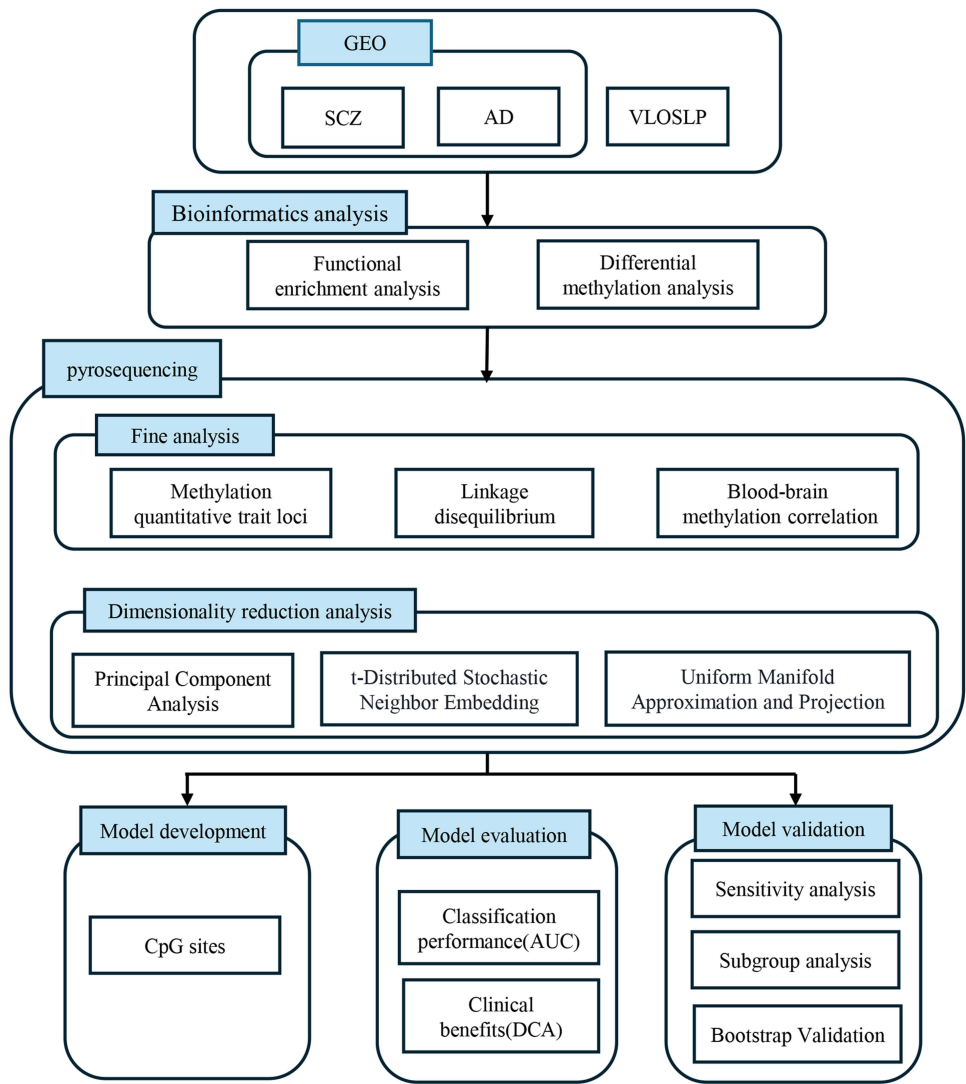 GEO
SCZ
AD
VLOSLP
Bioinformatics analysis
Functional
enrichment analysis
Differential
methylation analysis
pyrosequencing
Fine analysis
Methylation
quantitative trait loci
Linkage
disequilibrium
Blood-brain
methylation correlation
Dimensionality reduction analysis
Principal Component
Analysis
t-Distributed Stochastic
Neighbor Embedding
Uniform Manifold
Approximation and Projection
Model development
CpG sites
Model evaluation
Classification
performance(AUC)
Clinical
benefits(DCA)
Model validation
Sensitivity analysis
Subgroup analysis
Bootstrap Validation